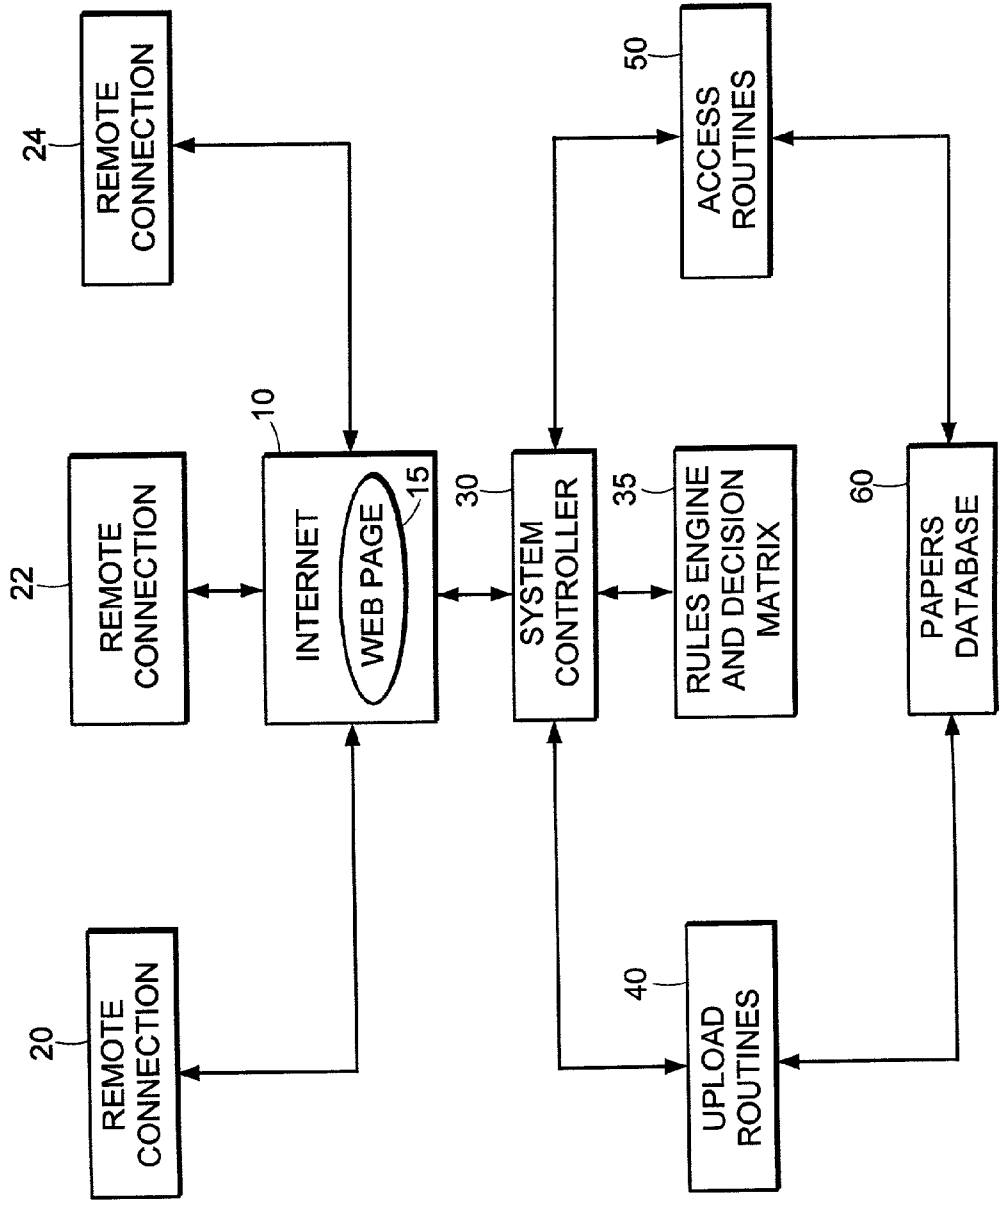 20
REMOTE
CONNECTION
22
REMOTE
CONNECTION
24
REMOTE
CONNECTION
10
INTERNET
WEB PAGE
15
30
SYSTEM
CONTROLLER
35
RULES ENGINE
AND DECISION
MATRIX
40
UPLOAD
ROUTINES
50
ACCESS
ROUTINES
60
PAPERS
DATABASE